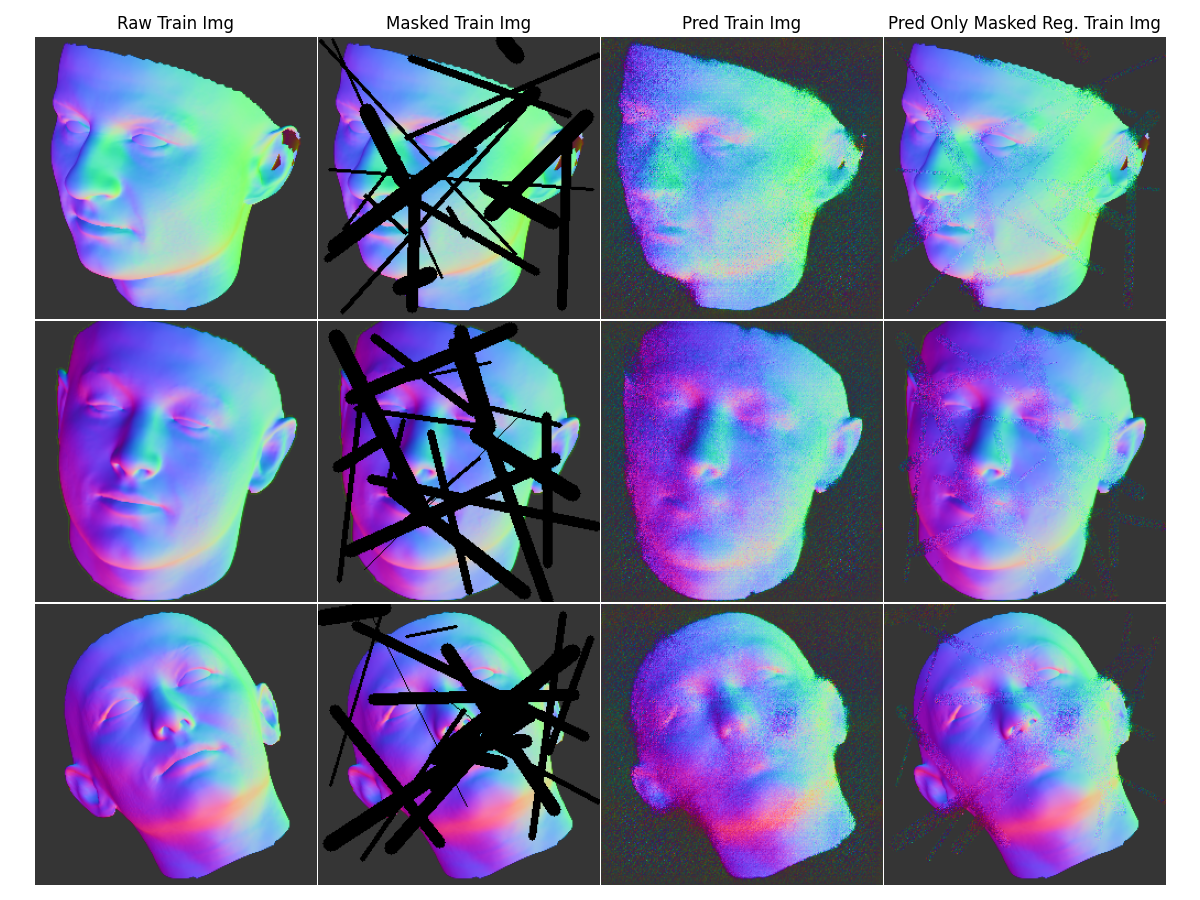 Raw Train Img
Masked Train Img
Pred Train Img
Pred Only Masked Reg. Train Img